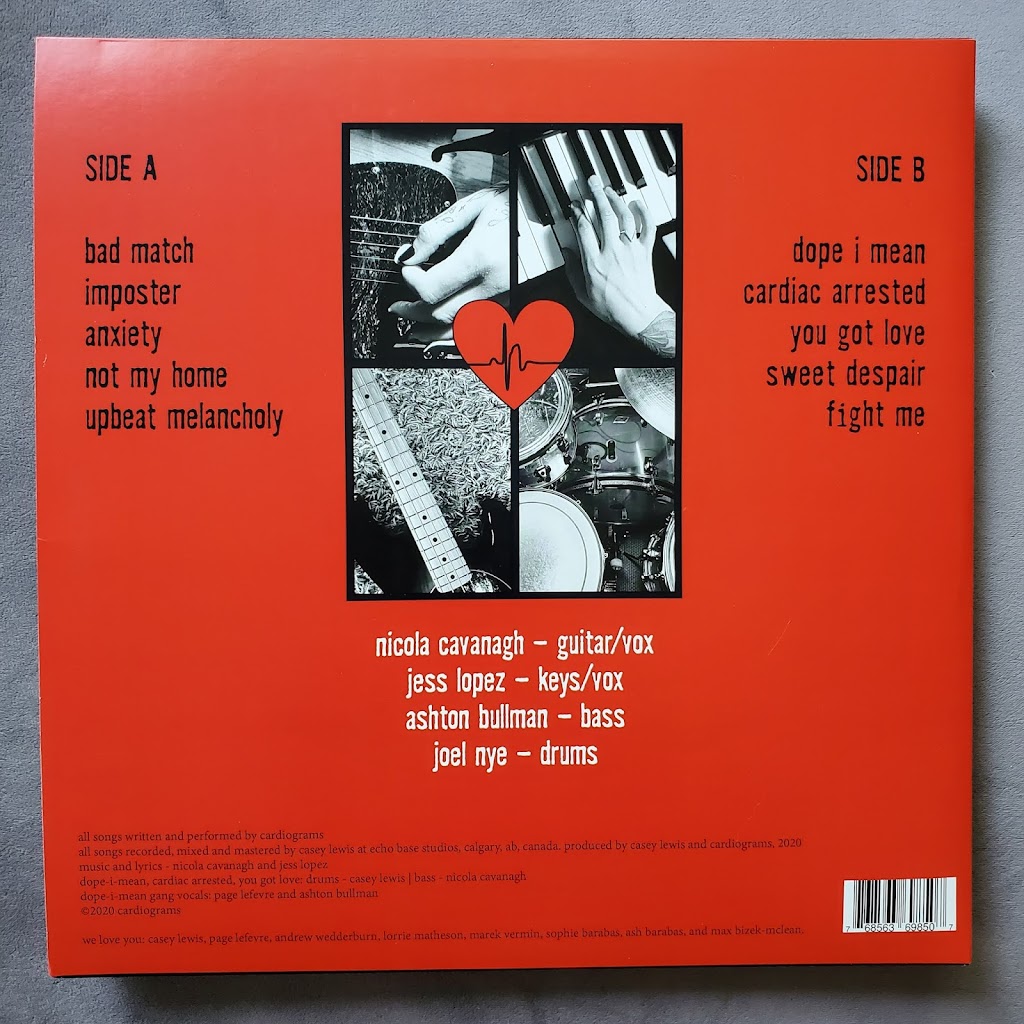 SIDE A
bad match
imposter
anxiety
not my home
upbeat melancholy
SIDE B
dope i mean
cardiac arrested
you got love
sweet despair
fight me
nicola cavanagh – guitar/vox
jess lopez – keys/vox
ashton bullman – bass
joel nye – drums
all songs written and performed by cardiograms
all songs recorded, mixed and mastered by casey lewis at echo base studios, calgary, ab, canada. produced by casey lewis and cardiograms, 2020
music and lyrics - nicola cavanagh and jess lopez
dope-i-mean, cardiac arrested, you got love: drums - casey lewis | bass - nicola cavanagh
dope-i-mean gang vocals: page lefevre and ashton bullman
©2020 cardiograms
we love you: casey lewis, page lefevre, andrew wedderburn, lorrie matheson, marek vermin, sophie barabas, ash barabas, and max bizek-mclean.
7 68563 69850 7